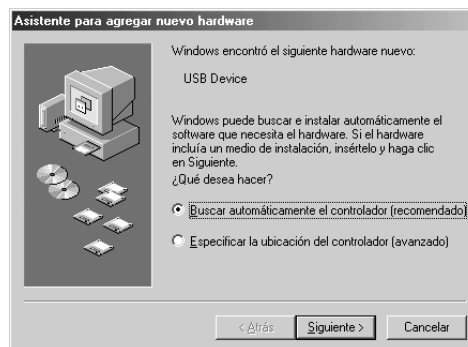 Asistente para agregar nuevo hardware
Windows encontró el siguiente hardware nuevo:
USB Device
Windows puede buscar e instalar automáticamente el
software que necesita el hardware. Si el hardware
incluía un medio de instalación, insértelo y haga clic
en Siguiente.
¿Qué desea hacer?
Buscar automáticamente el controlador (recomendado)
Especificar la ubicación del controlador (avanzado)
< Atrás
Siguiente >
Cancelar